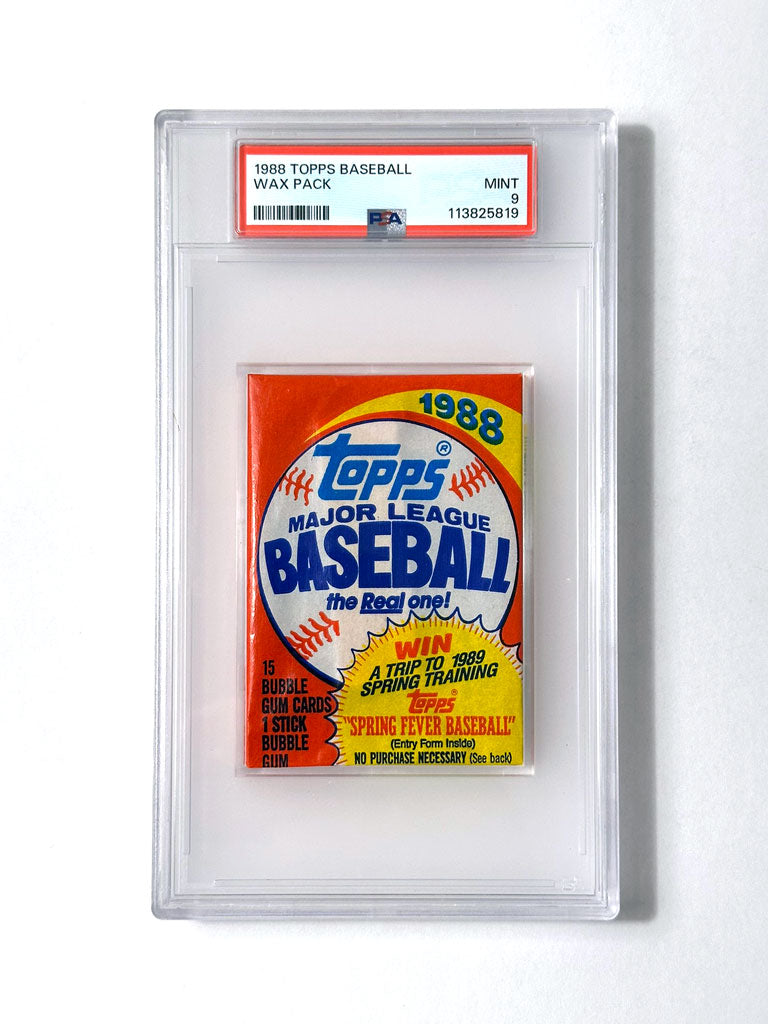 1988 TOPPS BASEBALL
WAX PACK MINT
9
PSA 113825819
1988
Topps®
MAJOR LEAGUE
BASEBALL
the Real one!
WIN
A TRIP TO 1989
SPRING TRAINING
Topps®
"SPRING FEVER BASEBALL"
(Entry Form Inside)
NO PURCHASE NECESSARY (See back)
15
BUBBLE
GUM CARDS
1 STICK
BUBBLE
GUM